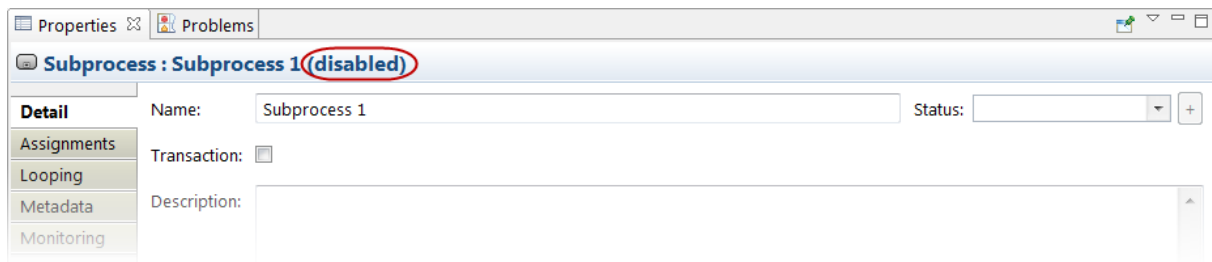 Properties Problems
Subprocess : Subprocess 1 (disabled)
Detail Name: Subprocess 1 Status: +
Assignments
Transaction:
Looping
Metadata Description:
Monitoring